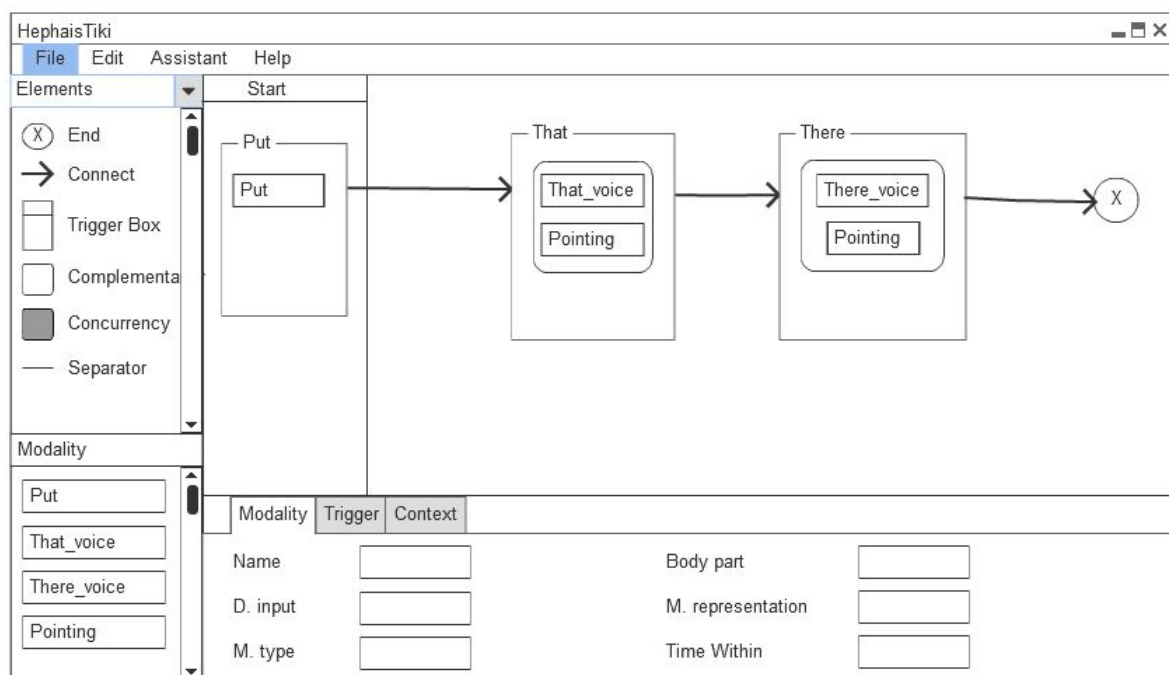 HephaisTiki
File Edit Assistant Help
Elements
Start
X End
Connect
Trigger Box
Complementa
Concurrency
Separator
Put
Put
That
That_voice
Pointing
There
There_voice
Pointing
X
Modality
Put
That_voice
There_voice
Pointing
Modality Trigger Context
Name
Body part
D. input
M. representation
M. type
Time Within